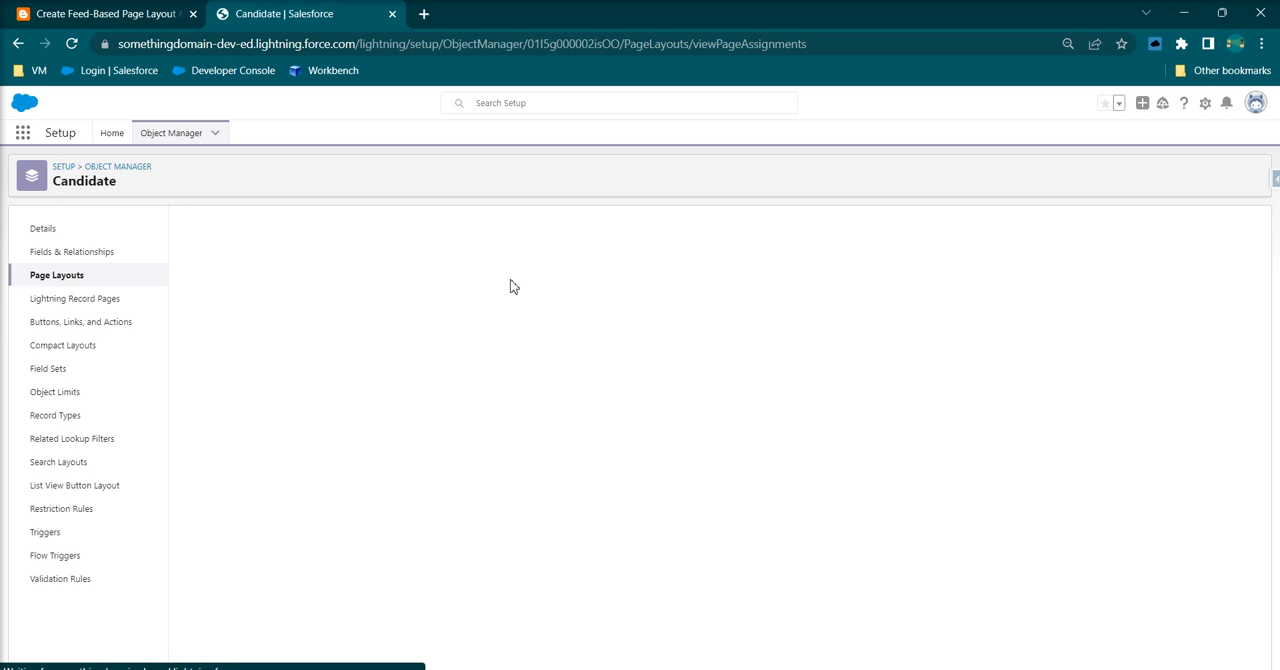 Create Feed-Based Page Layout
Candidate | Salesforce
somethingdomain-dev-ed.lightning.force.com/lightning/setup/ObjectManager/01I5g000002isOO/PageLayouts/viewPageAssignments
VM
Login | Salesforce
Developer Console
Workbench
Other bookmarks
Search Setup
Setup
Home
Object Manager
SETUP > OBJECT MANAGER
Candidate
Details
Fields & Relationships
Page Layouts
Lightning Record Pages
Buttons, Links, and Actions
Compact Layouts
Field Sets
Object Limits
Record Types
Related Lookup Filters
Search Layouts
List View Button Layout
Restriction Rules
Triggers
Flow Triggers
Validation Rules